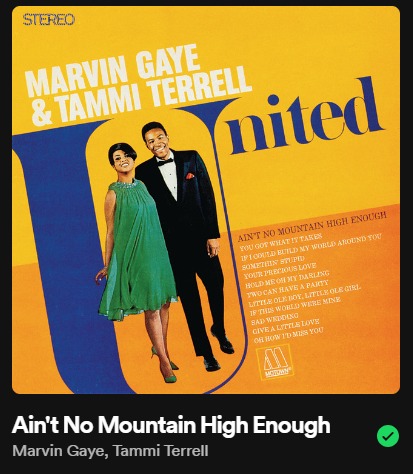 STEREO
MARVIN GAYE
& TAMMI TERRELL
United
AIN'T NO MOUNTAIN HIGH ENOUGH
YOU GOT WHAT IT TAKES
IF I COULD BUILD MY WORLD AROUND YOU
SOMETHIN' STUPID
YOUR PRECIOUS LOVE
HOLD ME OH MY DARLING
TWO CAN HAVE A PARTY
LITTLE OLE BOY, LITTLE OLE GIRL
IF THIS WORLD WERE MINE
SAD WEDDING
GIVE A LITTLE LOVE
OH HOW I'D MISS YOU
MOTOWN
Ain't No Mountain High Enough
Marvin Gaye, Tammi Terrell